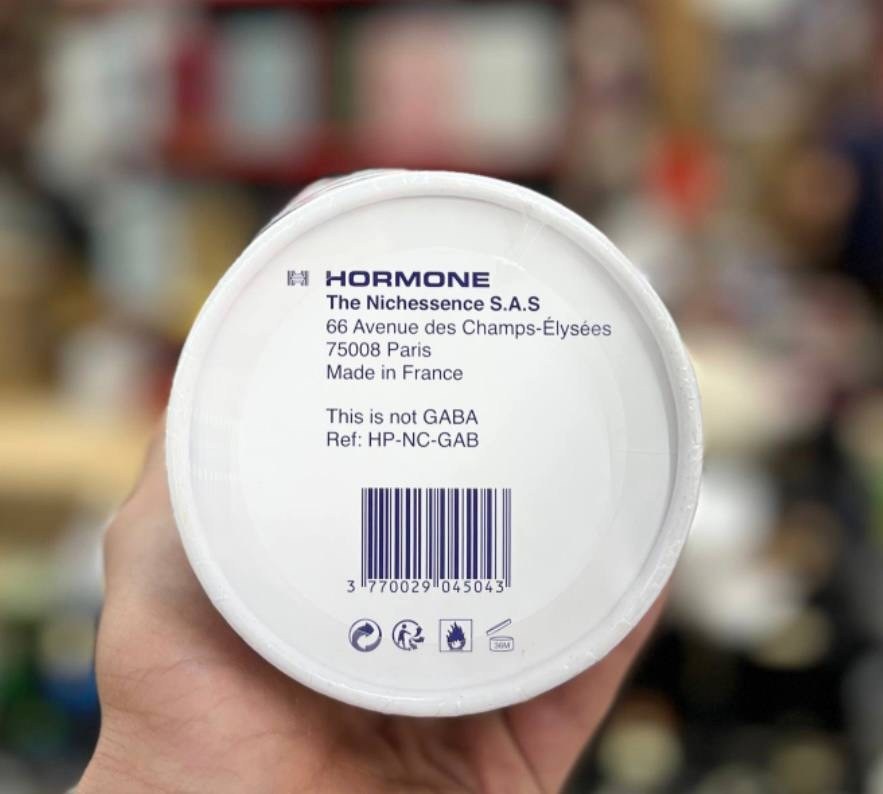 HORMONE
The Nichessence S.A.S
66 Avenue des Champs-Élysées
75008 Paris
Made in France
This is not GABA
Ref: HP-NC-GAB
3 770029 045043
36M